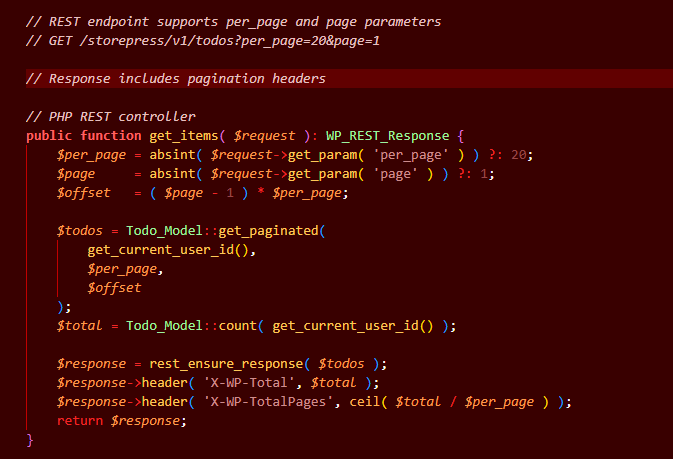 // REST endpoint supports per_page and page parameters
// GET /storepress/v1/todos?per_page=20&page=1
// Response includes pagination headers
// PHP REST controller
public function get_items( $request ): WP_REST_Response {
    $per_page = absint( $request->get_param( 'per_page' ) ) ?: 20;
    $page     = absint( $request->get_param( 'page' ) ) ?: 1;
    $offset   = ( $page - 1 ) * $per_page;
    $todos = Todo_Model::get_paginated(
        get_current_user_id(),
        $per_page,
        $offset
    );
    $total = Todo_Model::count( get_current_user_id() );
    $response = rest_ensure_response( $todos );
    $response->header( 'X-WP-Total', $total );
    $response->header( 'X-WP-TotalPages', ceil( $total / $per_page ) );
    return $response;
}